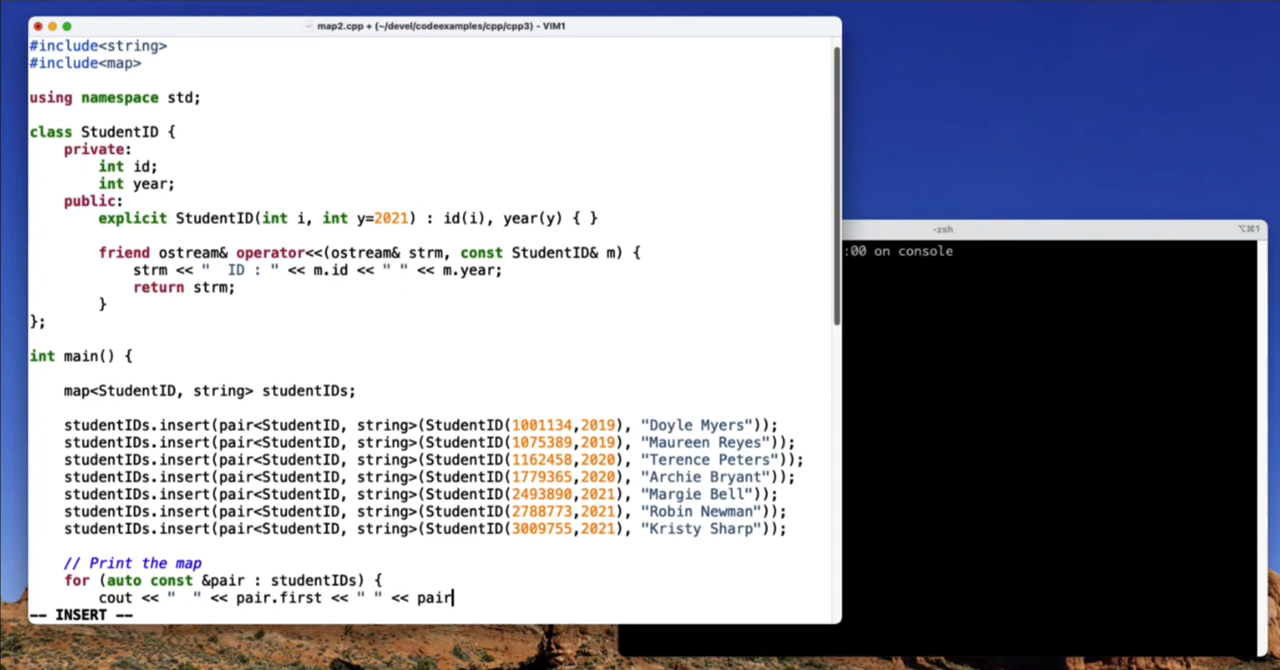 map2.cpp + (~/devel/codeexamples/cpp/cpp3) - VIM1
#include<string>
#include<map>
using namespace std;
class StudentID {
private:
int id;
int year;
public:
explicit StudentID(int i, int y=2021) : id(i), year(y) { }
friend ostream& operator<<(ostream& strm, const StudentID& m) {
strm << "  ID : " << m.id << " " << m.year;
return strm;
}
};
int main() {
map<StudentID, string> studentIDs;
studentIDs.insert(pair<StudentID, string>(StudentID(1001134,2019), "Doyle Myers"));
studentIDs.insert(pair<StudentID, string>(StudentID(1075389,2019), "Maureen Reyes"));
studentIDs.insert(pair<StudentID, string>(StudentID(1162458,2020), "Terence Peters"));
studentIDs.insert(pair<StudentID, string>(StudentID(1779365,2020), "Archie Bryant"));
studentIDs.insert(pair<StudentID, string>(StudentID(2493890,2021), "Margie Bell"));
studentIDs.insert(pair<StudentID, string>(StudentID(2788773,2021), "Robin Newman"));
studentIDs.insert(pair<StudentID, string>(StudentID(3009755,2021), "Kristy Sharp"));
// Print the map
for (auto const &pair : studentIDs) {
cout << "  " << pair.first << " " << pair
-- INSERT --
-zsh
⌥⌘1
:00 on console